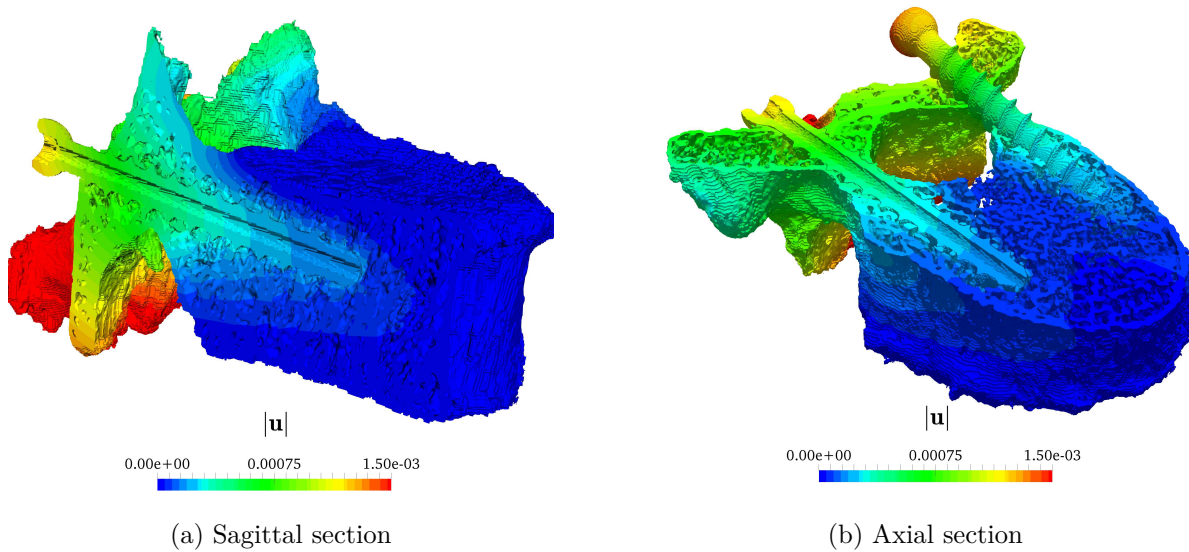 |u|
0.00e+00 0.00075 1.50e-03
(a) Sagittal section
|u|
0.00e+00 0.00075 1.50e-03
(b) Axial section